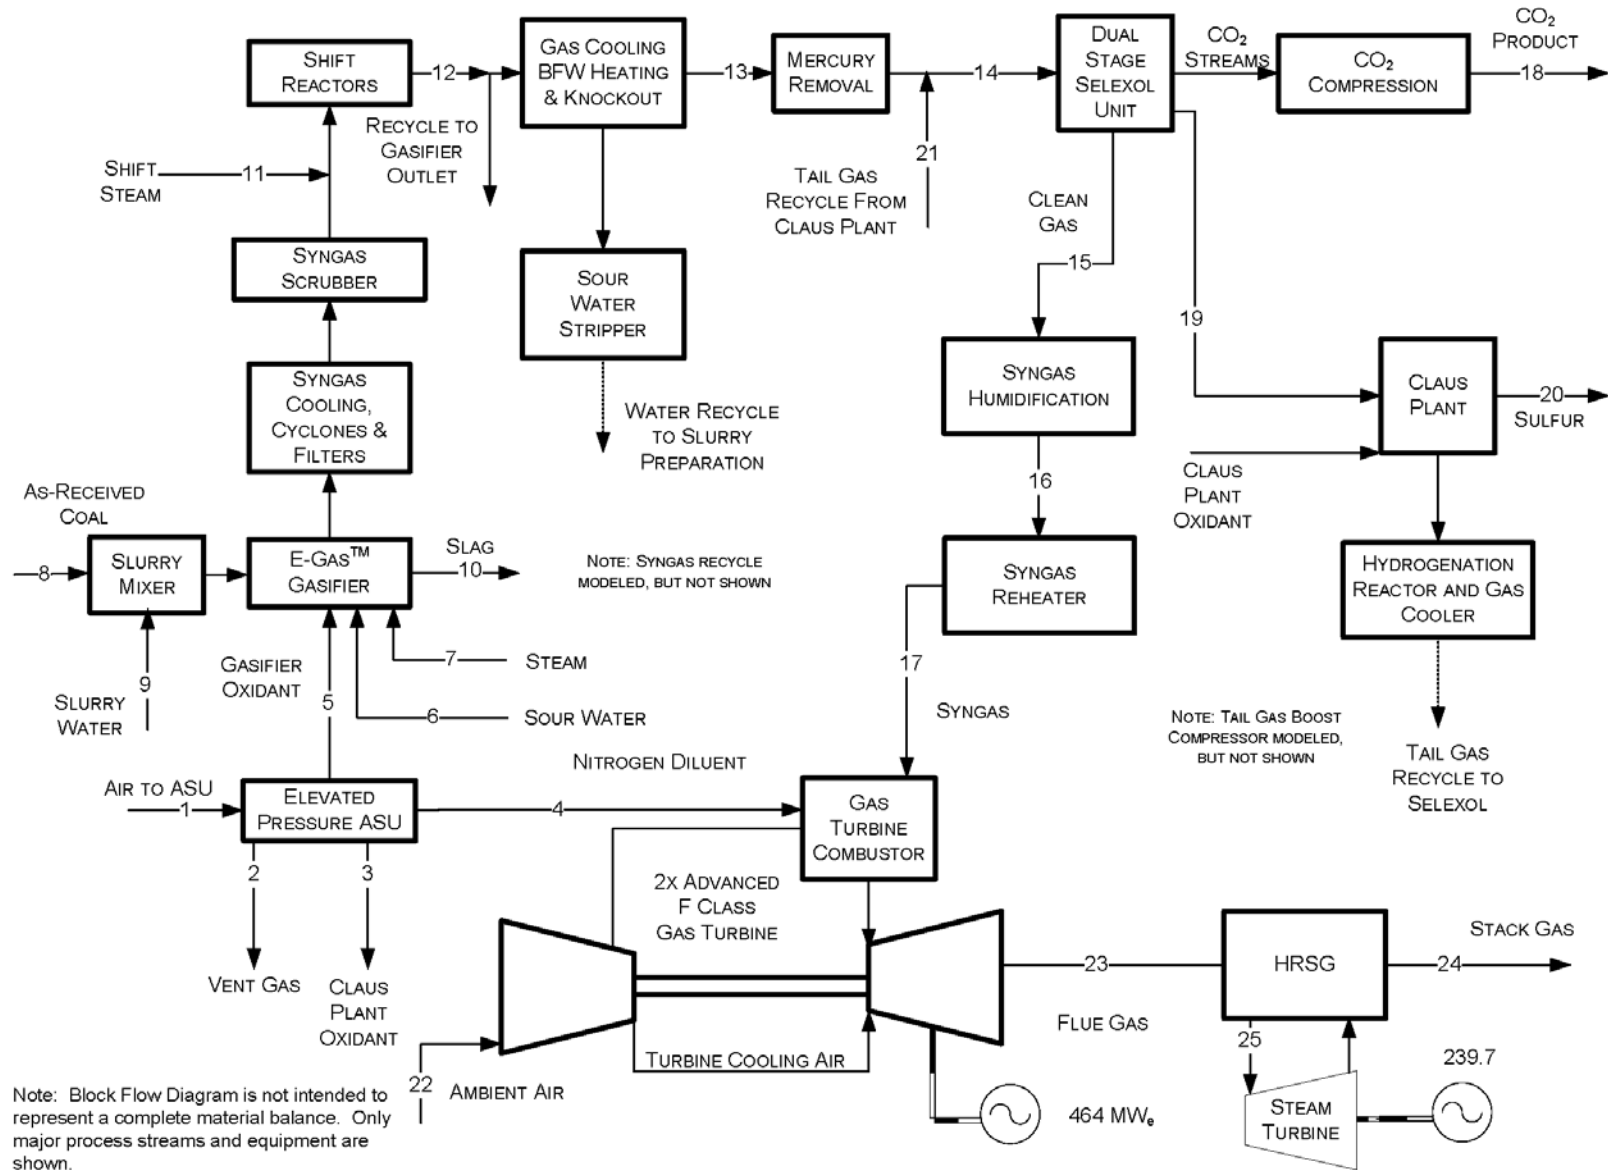 SHIFT
REACTORS
12
GAS COOLING
BFW HEATING
& KNOCKOUT
13
MERCURY
REMOVAL
14
DUAL
STAGE
SELEXOL
UNIT
CO₂
STREAMS
CO₂
COMPRESSION
CO₂
PRODUCT
18
RECYCLE TO
GASIFIER
OUTLET
SHIFT
STEAM
11
21
TAIL GAS
RECYCLE FROM
CLAUS PLANT
CLEAN
GAS
15
SYNGAS
SCRUBBER
SOUR
WATER
STRIPPER
19
SYNGAS
COOLING,
CYCLONES &
FILTERS
WATER RECYCLE
TO SLURRY
PREPARATION
SYNGAS
HUMIDIFICATION
16
CLAUS
PLANT
20
SULFUR
CLAUS
PLANT
OXIDANT
AS-RECEIVED
COAL
8
SLURRY
MIXER
E-GAS™
GASIFIER
SLAG
10
NOTE: SYNGAS RECYCLE
MODELED, BUT NOT SHOWN
SYNGAS
REHEATER
HYDROGENATION
REACTOR AND GAS
COOLER
9
SLURRY
WATER
GASIFIER
OXIDANT
5
7
STEAM
6
SOUR WATER
17
SYNGAS
NOTE: TAIL GAS BOOST
COMPRESSOR MODELED,
BUT NOT SHOWN
TAIL GAS
RECYCLE TO
SELEXOL
AIR TO ASU
1
ELEVATED
PRESSURE ASU
NITROGEN DILUENT
4
GAS
TURBINE
COMBUSTOR
2
3
VENT GAS
CLAUS
PLANT
OXIDANT
2X ADVANCED
F CLASS
GAS TURBINE
23
FLUE GAS
HRSG
STACK GAS
24
TURBINE COOLING AIR
22
AMBIENT AIR
464 MWₑ
25
STEAM
TURBINE
239.7
Note: Block Flow Diagram is not intended to
represent a complete material balance. Only
major process streams and equipment are
shown.